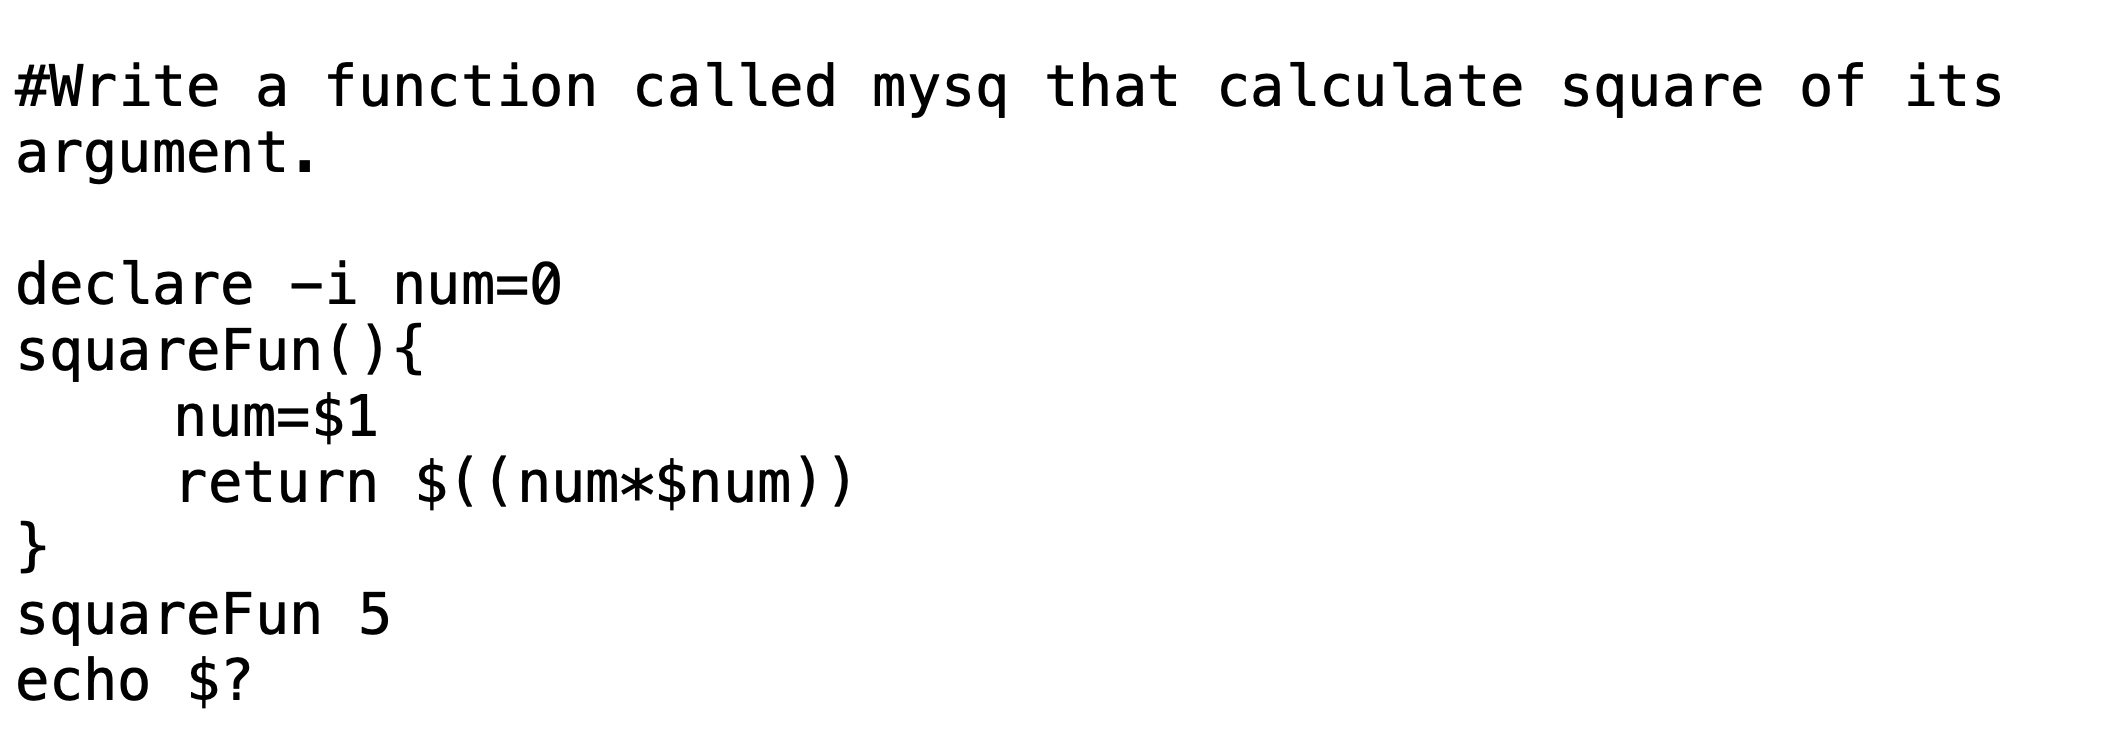 #Write a function called mysq that calculate square of its
argument.
declare -i num=0
squareFun(){
num=$1
return $((num*$num))
}
squareFun 5
echo $?